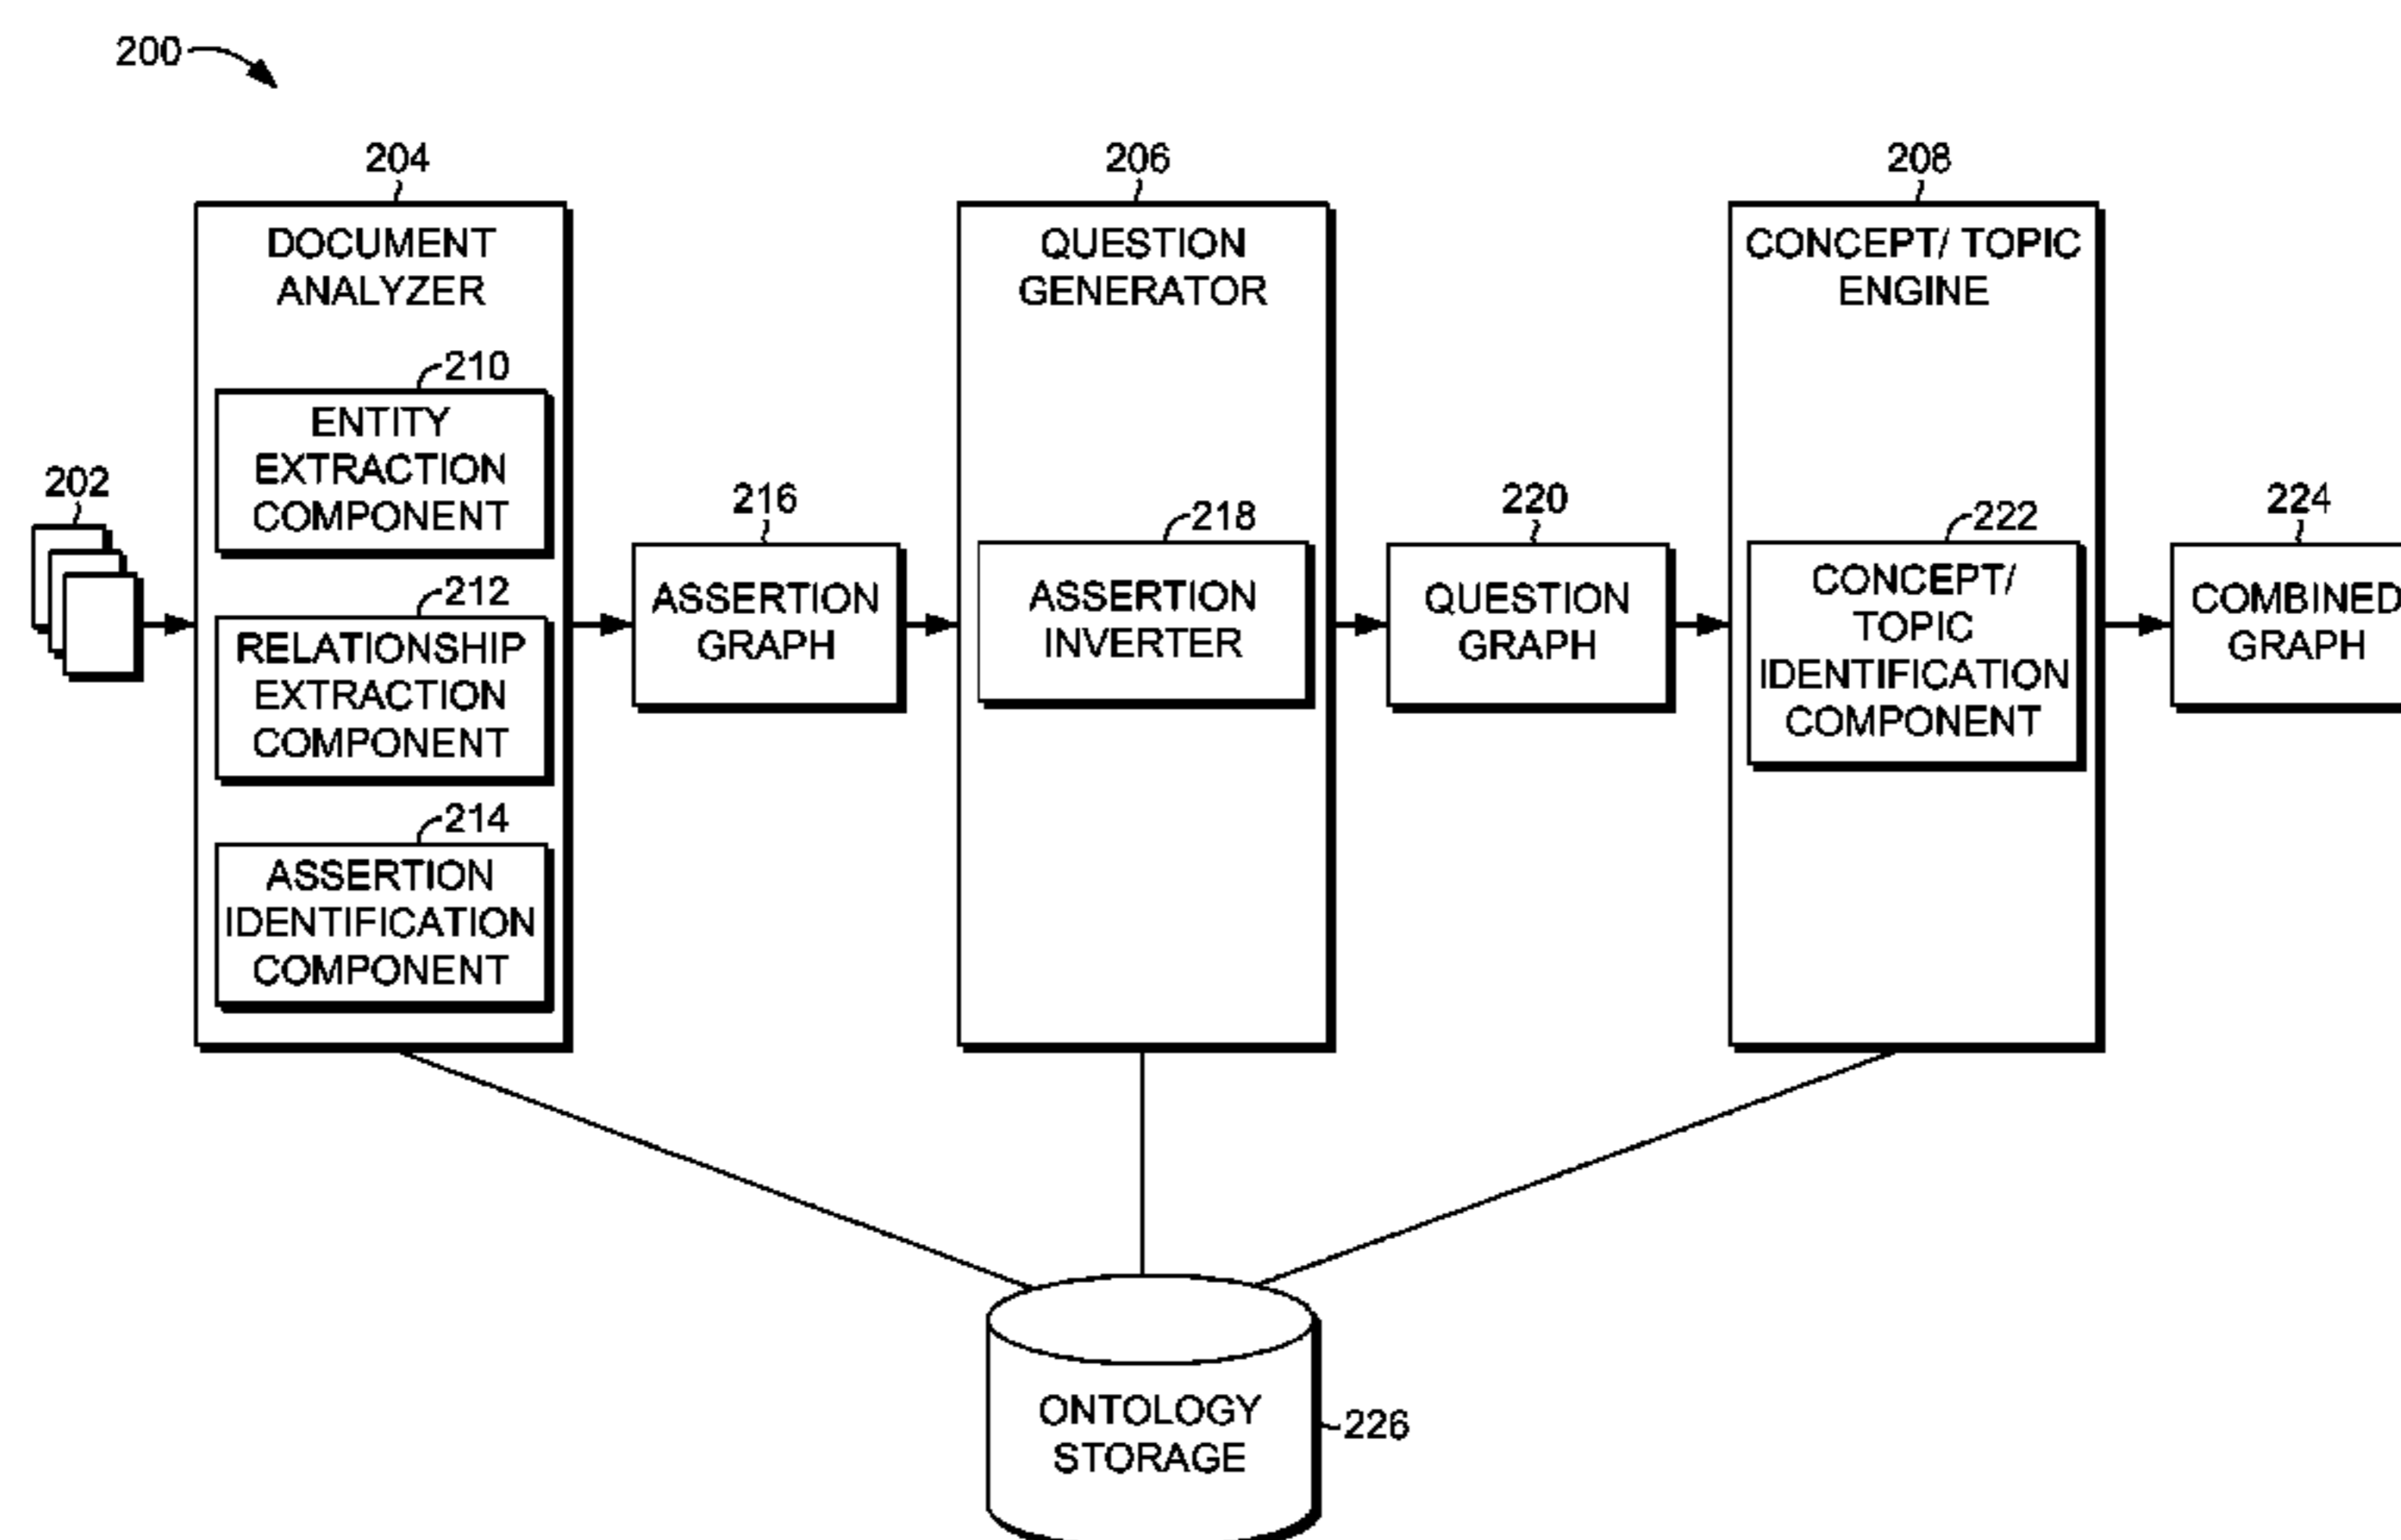 200
204
DOCUMENT
ANALYZER
210
ENTITY
EXTRACTION
COMPONENT
212
RELATIONSHIP
EXTRACTION
COMPONENT
214
ASSERTION
IDENTIFICATION
COMPONENT
202
216
ASSERTION
GRAPH
206
QUESTION
GENERATOR
218
ASSERTION
INVERTER
220
QUESTION
GRAPH
208
CONCEPT/ TOPIC
ENGINE
222
CONCEPT/
TOPIC
IDENTIFICATION
COMPONENT
224
COMBINED
GRAPH
ONTOLOGY
STORAGE
226